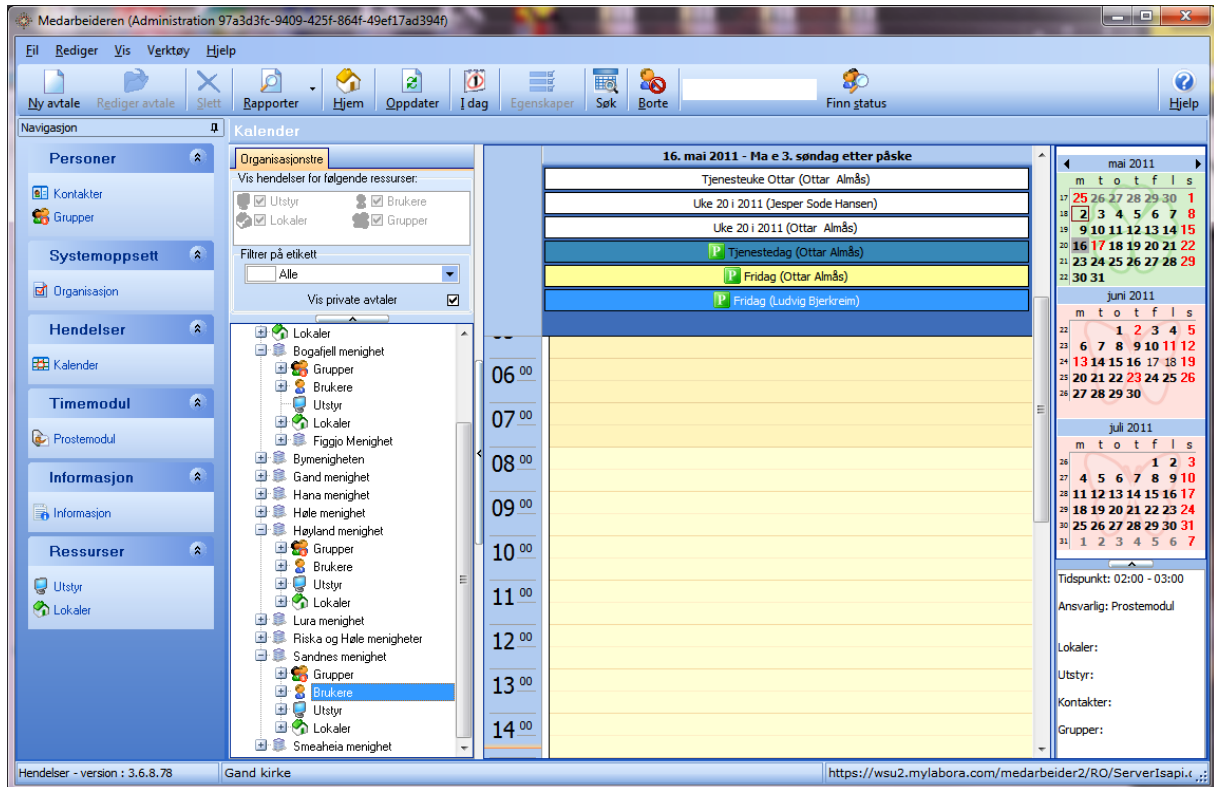 Medarbeideren (Administration 97a3d3fc-9409-425f-864f-49ef17ad394f)
Fil Rediger Vis Verktøy Hjelp
Ny avtale Rediger avtale Slett Rapporter Hjem Oppdater I dag Egenskaper Søk Borte Finn status Hjelp
Navigasjon
Personer
Kontakter
Grupper
Systemoppsett
Organisasjon
Hendelser
Kalender
Timemodul
Prostemodul
Informasjon
Informasjon
Ressurser
Utstyr
Lokaler
Kalender
Organisasjonstre
Vis hendelser for følgende ressurser:
Utstyr Brukere
Lokaler Grupper
Filtrer på etikett
Alle
Vis private avtaler
Lokaler
Bogafjell menighet
Grupper
Brukere
Utstyr
Lokaler
Figgjo Menighet
Bymenigheten
Gand menighet
Hana menighet
Høle menighet
Høyland menighet
Grupper
Brukere
Utstyr
Lokaler
Lura menighet
Riska og Høle menigheter
Sandnes menighet
Grupper
Brukere
Utstyr
Lokaler
Smeaheia menighet
16. mai 2011 - Ma e 3. søndag etter påske
Tjenesteuke Ottar (Ottar Almås)
Uke 20 i 2011 (Jesper Sode Hansen)
Uke 20 i 2011 (Ottar Almås)
P Tjenestedag (Ottar Almås)
P Fridag (Ottar Almås)
P Fridag (Ludvig Bjerkreim)
06 00
07 00
08 00
09 00
10 00
11 00
12 00
13 00
14 00
mai 2011
m t o t f l s
17 25 26 27 28 29 30 1
18 2 3 4 5 6 7 8
19 9 10 11 12 13 14 15
20 16 17 18 19 20 21 22
21 23 24 25 26 27 28 29
22 30 31
juni 2011
m t o t f l s
22 1 2 3 4 5
23 6 7 8 9 10 11 12
24 13 14 15 16 17 18 19
25 20 21 22 23 24 25 26
26 27 28 29 30
juli 2011
m t o t f l s
26 1 2 3
27 4 5 6 7 8 9 10
28 11 12 13 14 15 16 17
29 18 19 20 21 22 23 24
30 25 26 27 28 29 30 31
31 1 2 3 4 5 6 7
Tidspunkt: 02:00 - 03:00
Ansvarlig: Prostemodul
Lokaler:
Utstyr:
Kontakter:
Grupper:
Hendelser - version : 3.6.8.78
Gand kirke
https://wsu2.mylabora.com/medarbeider2/RO/ServerIsapi.